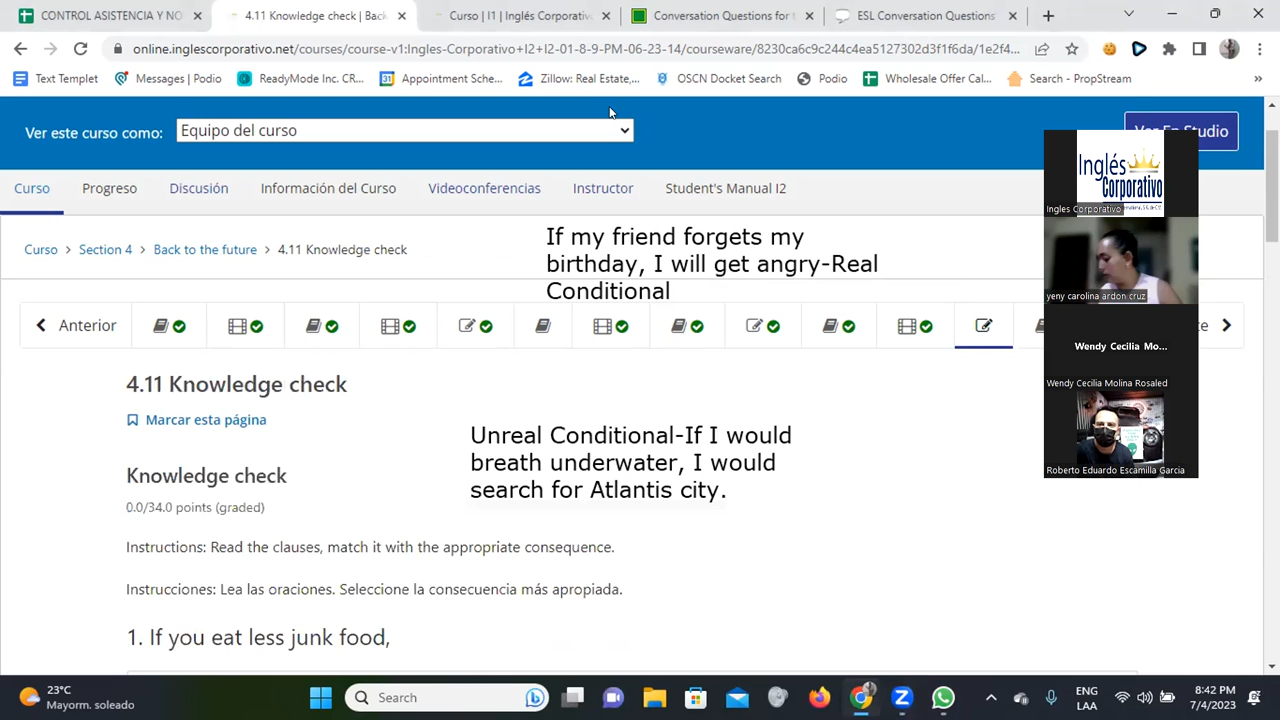 CONTROL ASISTENCIA Y NO
4.11 Knowledge check | Back
Curso | I1 | Inglés Corporativo
Conversation Questions for
ESL Conversation Questions
online.inglescorporativo.net/courses/course-v1:Ingles-Corporativo+I2+I2-01-8-9-PM-06-23-14/courseware/8230ca6c9c244c4ea5127302d3f1f6da/1e2f4...
Text Templet
Messages | Podio
ReadyMode Inc. CR...
Appointment Sche...
Zillow: Real Estate,...
OSCN Docket Search
Podio
Wholesale Offer Cal...
Search - PropStream
Ver este curso como:
Equipo del curso
Ver En Studio
Curso
Progreso
Discusión
Información del Curso
Videoconferencias
Instructor
Student's Manual I2
Inglés
Corporativo
Ingles Corporativo
Curso > Section 4 > Back to the future > 4.11 Knowledge check
If my friend forgets my
birthday, I will get angry-Real
Conditional
yeny carolina ardon cruz
Anterior
Wendy Cecilia Mo...
Wendy Cecilia Molina Rosaled
4.11 Knowledge check
Marcar esta página
Unreal Conditional-If I would
breath underwater, I would
search for Atlantis city.
Roberto Eduardo Escamilla Garcia
Knowledge check
0.0/34.0 points (graded)
Instructions: Read the clauses, match it with the appropriate consequence.
Instrucciones: Lea las oraciones. Seleccione la consecuencia más apropiada.
1. If you eat less junk food,
23°C
Mayorm. soleado
Search
ENG
LAA
8:42 PM
7/4/2023